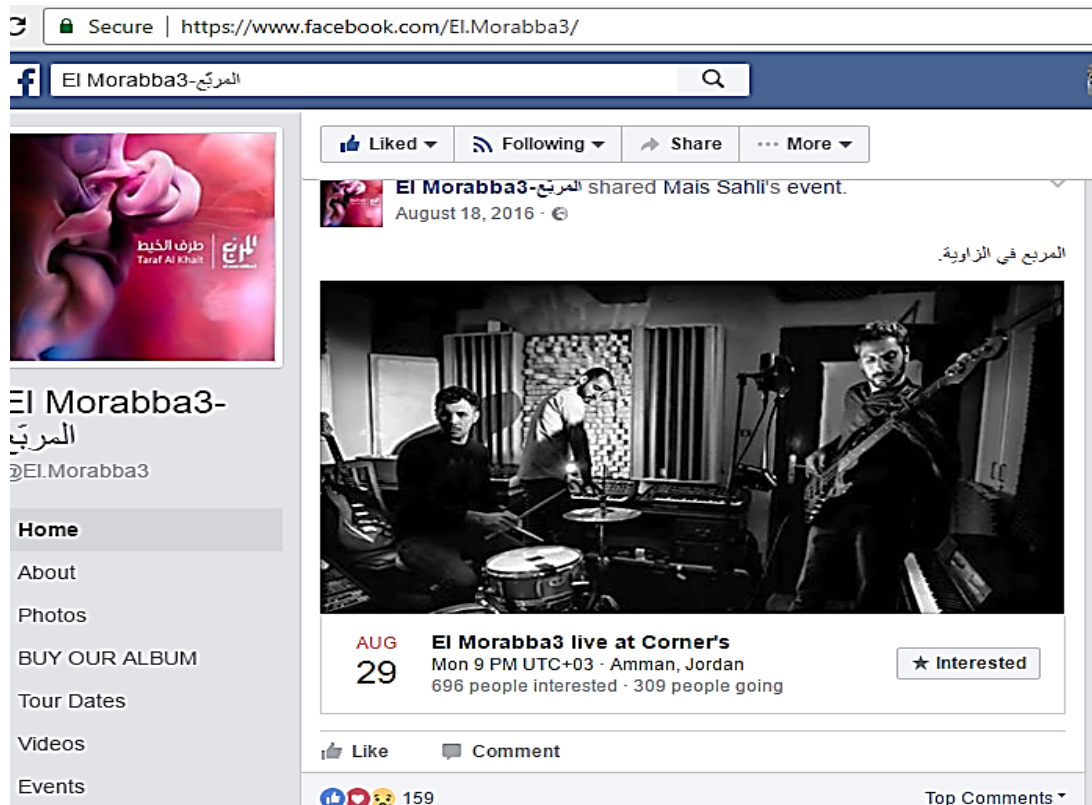 Secure | https://www.facebook.com/El.Morabba3/
f El Morabba3-المربّع
طرف الخيط | المربع
Taraf Al Khait
Liked Following Share ... More
El Morabba3-المربّع shared Mais Sahli's event.
August 18, 2016 ·
المربع في الزاوية.
El Morabba3-
المربّع
@El.Morabba3
Home
About
Photos
BUY OUR ALBUM
Tour Dates
Videos
Events
AUG
29
El Morabba3 live at Corner's
Mon 9 PM UTC+03 · Amman, Jordan
696 people interested · 309 people going
★ Interested
Like Comment
159 Top Comments